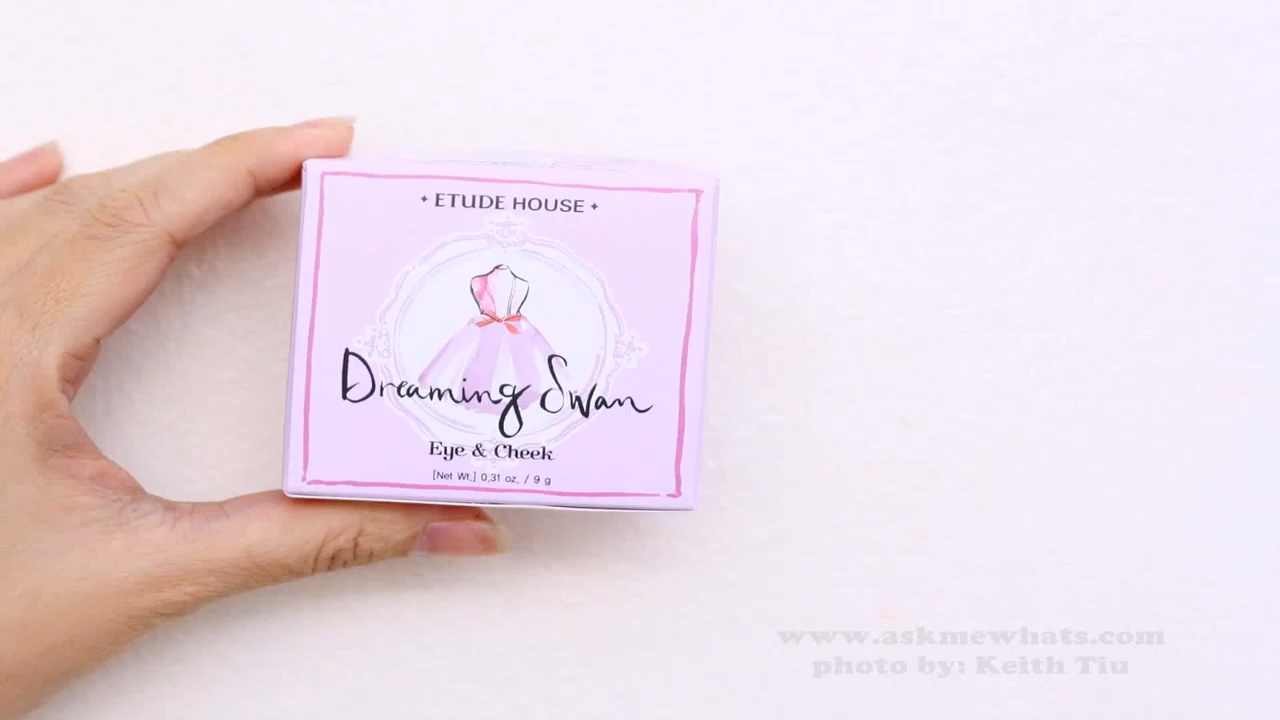 ✦ ETUDE HOUSE ✦
Dreaming Swan
Eye & Cheek
[Net Wt.] 0.31 oz. / 9 g
www.askmewhats.com
photo by: Keith Tiu